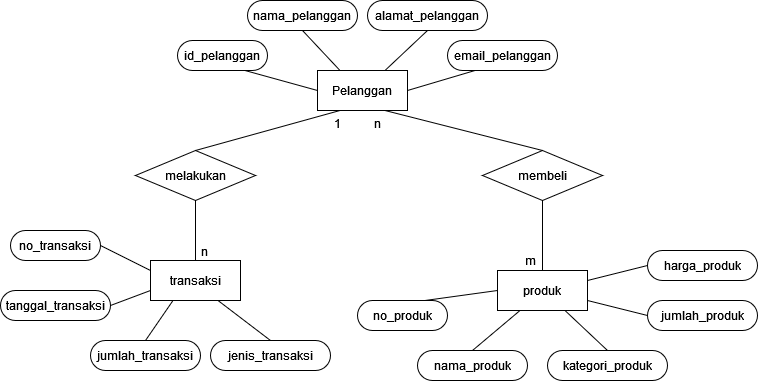 nama_pelanggan
alamat_pelanggan
id_pelanggan
email_pelanggan
Pelanggan
1
n
melakukan
membeli
no_transaksi
n
m
harga_produk
transaksi
produk
tanggal_transaksi
no_produk
jumlah_produk
jumlah_transaksi
jenis_transaksi
nama_produk
kategori_produk